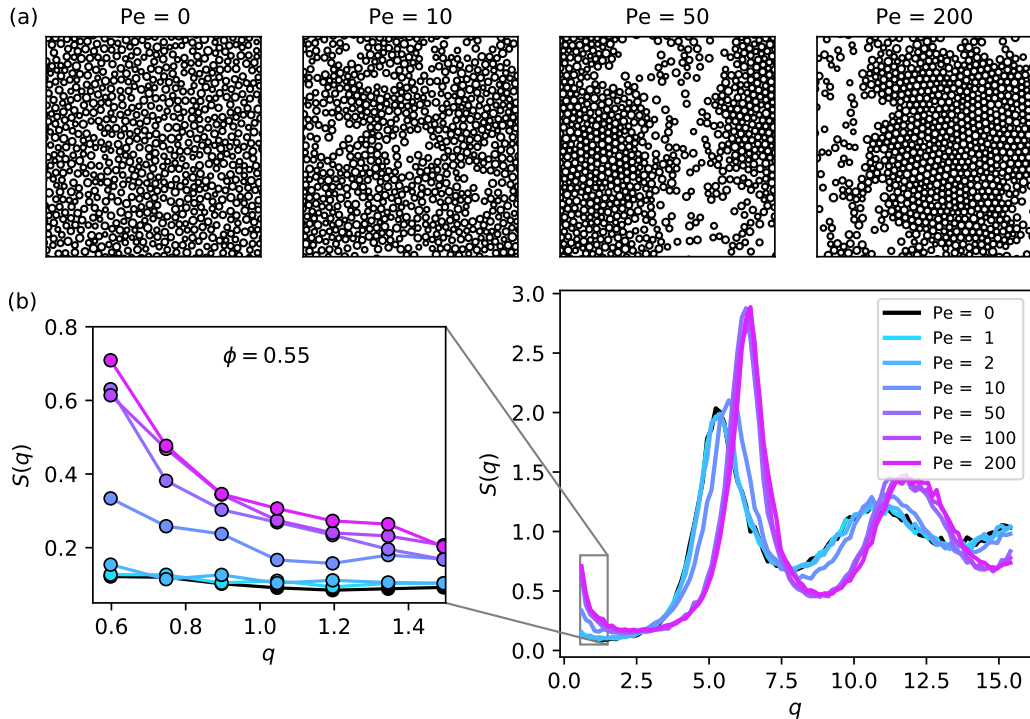 (a)
Pe = 0
Pe = 10
Pe = 50
Pe = 200
(b)
ϕ = 0.55
S(q)
0.8
0.6
0.4
0.2
0.6
0.8
1.0
1.2
1.4
q
S(q)
3.0
2.5
2.0
1.5
1.0
0.5
0.0
0.0
2.5
5.0
7.5
10.0
12.5
15.0
q
Pe = 0
Pe = 1
Pe = 2
Pe = 10
Pe = 50
Pe = 100
Pe = 200